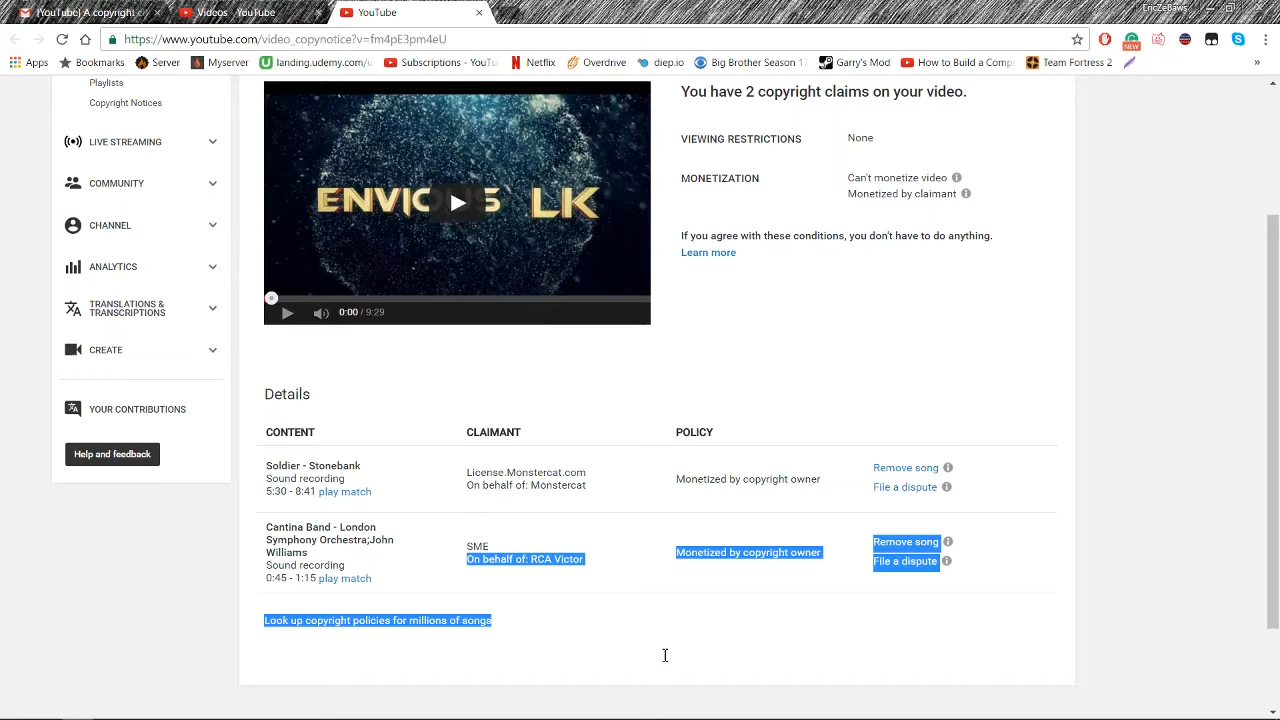 [YouTube] A copyright c
Videos - YouTube
YouTube
EricZebaws
https://www.youtube.com/video_copynotice?v=fm4pE3pm4eU
NEW
Apps
Bookmarks
Server
Myserver
landing.udemy.com/u
Subscriptions - YouTu
Netflix
Overdrive
diep.io
Big Brother Season 17
Garry's Mod
How to Build a Comp
Team Fortress 2
»
Playlists
Copyright Notices
LIVE STREAMING
COMMUNITY
CHANNEL
ANALYTICS
TRANSLATIONS &
TRANSCRIPTIONS
CREATE
YOUR CONTRIBUTIONS
Help and feedback
ENVIOUS LK
0:00 / 9:29
You have 2 copyright claims on your video.
VIEWING RESTRICTIONS
None
MONETIZATION
Can't monetize video
Monetized by claimant
If you agree with these conditions, you don't have to do anything.
Learn more
Details
CONTENT
CLAIMANT
POLICY
Soldier - Stonebank
Sound recording
5:30 - 8:41 play match
License.Monstercat.com
On behalf of: Monstercat
Monetized by copyright owner
Remove song
File a dispute
Cantina Band - London
Symphony Orchestra;John
Williams
Sound recording
0:45 - 1:15 play match
SME
On behalf of: RCA Victor
Monetized by copyright owner
Remove song
File a dispute
Look up copyright policies for millions of songs